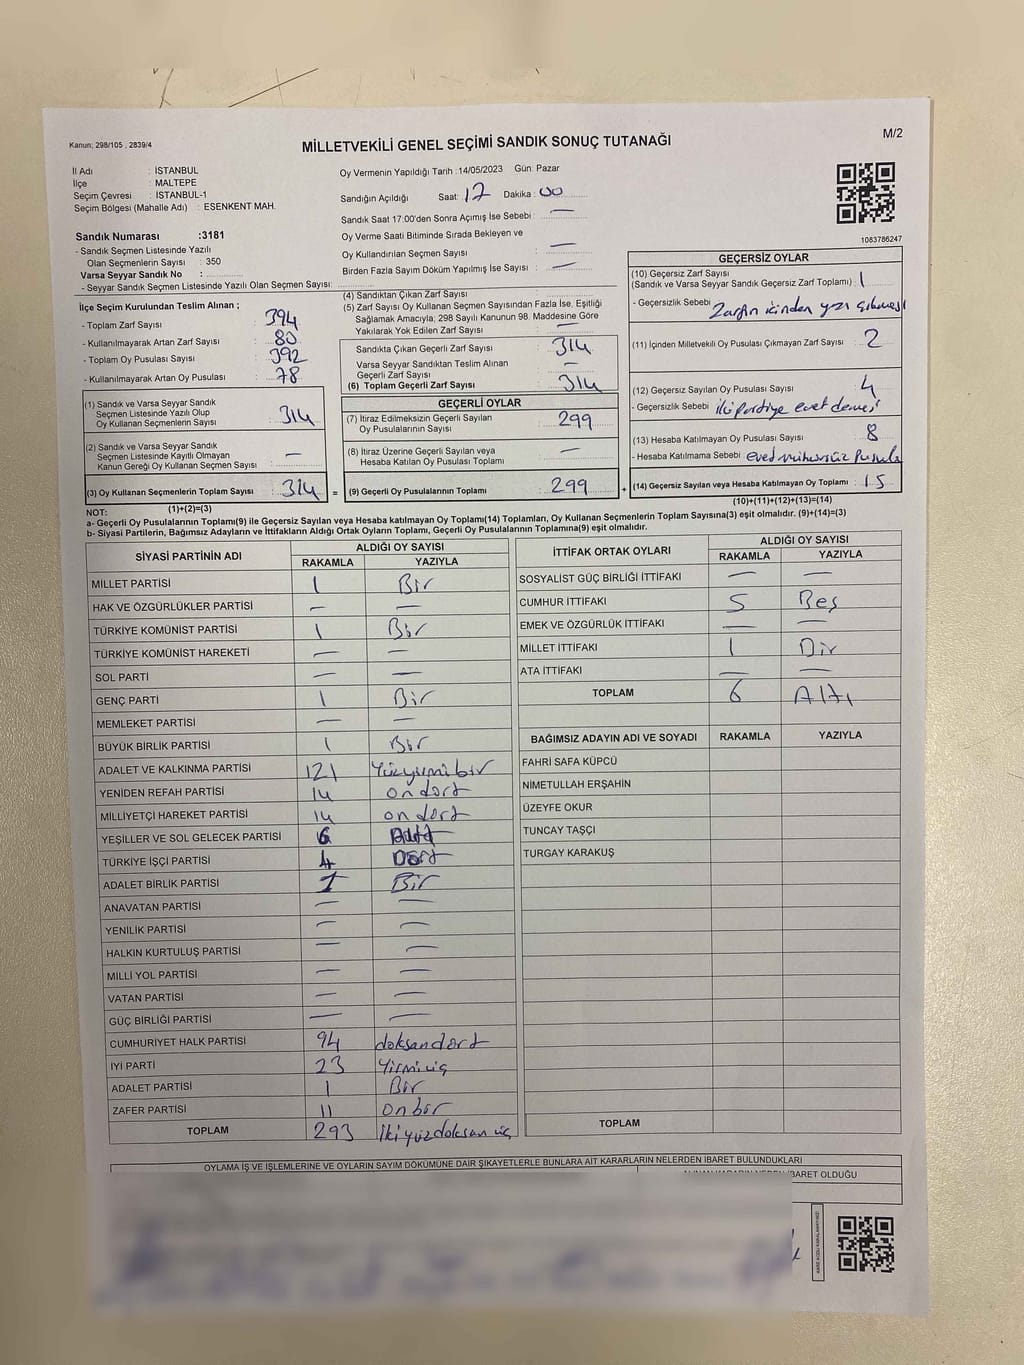 Kanun; 298/105 , 2839/4
MİLLETVEKİLİ GENEL SEÇİMİ SANDIK SONUÇ TUTANAĞI
M/2
İl Adı : İSTANBUL
İlçe : MALTEPE
Seçim Çevresi : İSTANBUL-1
Seçim Bölgesi (Mahalle Adı) : ESENKENT MAH.
Sandık Numarası :3181
- Sandık Seçmen Listesinde Yazılı
Olan Seçmenlerin Sayısı : 350
Varsa Seyyar Sandık No :
- Seyyar Sandık Seçmen Listesinde Yazılı Olan Seçmen Sayısı:
Oy Vermenin Yapıldığı Tarih :14/05/2023 Gün: Pazar
Sandığın Açıldığı Saat: 17 Dakika : 00
Sandık Saat 17:00'den Sonra Açımış İse Sebebi : —
Oy Verme Saati Bitiminde Sırada Bekleyen ve
Oy Kullandırılan Seçmen Sayısı : —
Birden Fazla Sayım Döküm Yapılmış İse Sayısı : —
1083786247
İlçe Seçim Kurulundan Teslim Alınan ;
- Toplam Zarf Sayısı : 394
- Kullanılmayarak Artan Zarf Sayısı : 80
- Toplam Oy Pusulası Sayısı : 392
- Kullanılmayarak Artan Oy Pusulası : 78
(1) Sandık ve Varsa Seyyar Sandık
Seçmen Listesinde Yazılı Olup
Oy Kullanan Seçmenlerin Sayısı : 314
(2) Sandık ve Varsa Seyyar Sandık
Seçmen Listesinde Kayıtlı Olmayan
Kanun Gereği Oy Kullanan Seçmen Sayısı : —
(3) Oy Kullanan Seçmenlerin Toplam Sayısı : 314
(1)+(2)=(3)
(4) Sandıktan Çıkan Zarf Sayısı :
(5) Zarf Sayısı Oy Kullanan Seçmen Sayısından Fazla İse, Eşitliği
Sağlamak Amacıyla; 298 Sayılı Kanunun 98. Maddesine Göre
Yakılarak Yok Edilen Zarf Sayısı : —
Sandıkta Çıkan Geçerli Zarf Sayısı : 314
Varsa Seyyar Sandıktan Teslim Alınan
Geçerli Zarf Sayısı : —
(6) Toplam Geçerli Zarf Sayısı : 314
GEÇERLİ OYLAR
(7) İtiraz Edilmeksizin Geçerli Sayılan
Oy Pusulalarının Sayısı : 299
(8) İtiraz Üzerine Geçerli Sayılan veya
Hesaba Katılan Oy Pusulası Toplamı : —
= (9) Geçerli Oy Pusulalarının Toplamı : 299 +
GEÇERSİZ OYLAR
(10) Geçersiz Zarf Sayısı
(Sandık ve Varsa Seyyar Sandık Geçersiz Zarf Toplamı) : 1
- Geçersizlik Sebebi : Zarfın içinden yazı çıkması
(11) İçinden Milletvekili Oy Pusulası Çıkmayan Zarf Sayısı : 2
(12) Geçersiz Sayılan Oy Pusulası Sayısı : 4
- Geçersizlik Sebebi : iki partiye evet demesi
(13) Hesaba Katılmayan Oy Pusulası Sayısı : 8
- Hesaba Katılmama Sebebi : eved mühürsüz Pusula
(14) Geçersiz Sayılan veya Hesaba Katılmayan Oy Toplamı : 15
(10)+(11)+(12)+(13)=(14)
NOT:
a- Geçerli Oy Pusulalarının Toplamı(9) ile Geçersiz Sayılan veya Hesaba katılmayan Oy Toplamı(14) Toplamları, Oy Kullanan Seçmenlerin Toplam Sayısına(3) eşit olmalıdır. (9)+(14)=(3)
b- Siyasi Partilerin, Bağımsız Adayların ve İttifakların Aldığı Ortak Oyların Toplamı, Geçerli Oy Pusulalarının Toplamına(9) eşit olmalıdır.
SİYASİ PARTİNİN ADI ALDIĞI OY SAYISI
RAKAMLA YAZIYLA
MİLLET PARTİSİ 1 Bir
HAK VE ÖZGÜRLÜKLER PARTİSİ — —
TÜRKİYE KOMÜNİST PARTİSİ 1 Bir
TÜRKİYE KOMÜNİST HAREKETİ — —
SOL PARTİ — —
GENÇ PARTİ 1 Bir
MEMLEKET PARTİSİ — —
BÜYÜK BİRLİK PARTİSİ 1 Bir
ADALET VE KALKINMA PARTİSİ 121 Yüzyirmibir
YENİDEN REFAH PARTİSİ 14 ondört
MİLLİYETÇİ HAREKET PARTİSİ 14 ondört
YEŞİLLER VE SOL GELECEK PARTİSİ 6 Altı
TÜRKİYE İŞÇİ PARTİSİ 4 Dört
ADALET BİRLİK PARTİSİ 1 Bir
ANAVATAN PARTİSİ — —
YENİLİK PARTİSİ — —
HALKIN KURTULUŞ PARTİSİ — —
MİLLİ YOL PARTİSİ — —
VATAN PARTİSİ — —
GÜÇ BİRLİĞİ PARTİSİ — —
CUMHURİYET HALK PARTİSİ 94 doksandört
İYİ PARTİ 23 Yirmiüç
ADALET PARTİSİ 1 Bir
ZAFER PARTİSİ 11 onbir
TOPLAM 293 İkiyüzdoksan üç
İTTİFAK ORTAK OYLARI ALDIĞI OY SAYISI
RAKAMLA YAZIYLA
SOSYALİST GÜÇ BİRLİĞİ İTTİFAKI — —
CUMHUR İTTİFAKI 5 Beş
EMEK VE ÖZGÜRLÜK İTTİFAKI — —
MİLLET İTTİFAKI 1 Bir
ATA İTTİFAKI — —
TOPLAM 6 Altı
BAĞIMSIZ ADAYIN ADI VE SOYADI RAKAMLA YAZIYLA
FAHRİ SAFA KÜPCÜ
NİMETULLAH ERŞAHİN
ÜZEYFE OKUR
TUNCAY TAŞÇI
TURGAY KARAKUŞ
TOPLAM
OYLAMA İŞ VE İŞLEMLERİNE VE OYLARIN SAYIM DÖKÜMÜNE DAİR ŞİKAYETLERLE BUNLARA AİT KARARLARIN NELERDEN İBARET BULUNDUKLARI
ALINAN KARARIN NEDEN İBARET OLDUĞU